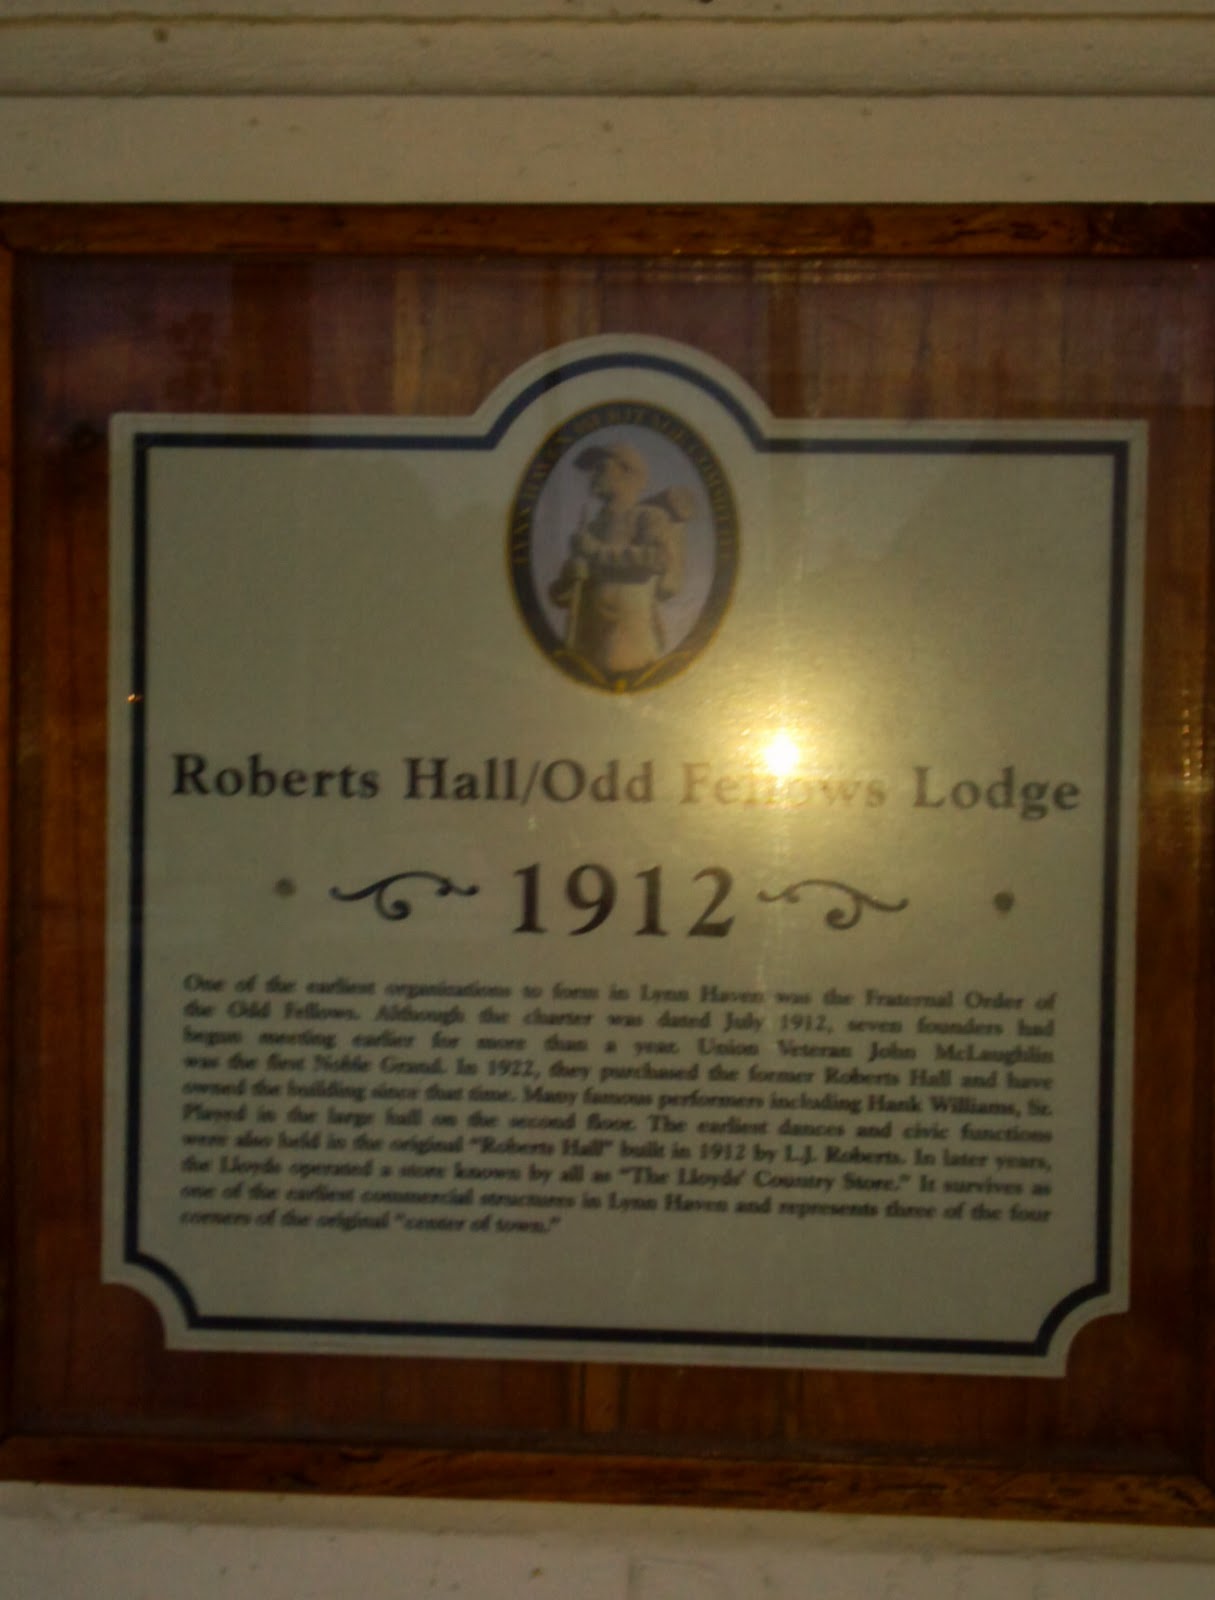 LYNN HAVEN HERITAGE COMMITTEE
Roberts Hall/Odd Fellows Lodge
1912
One of the earliest organizations to form in Lynn Haven was the Fraternal Order of
the Odd Fellows. Although the charter was dated July 1912, seven founders had
begun meeting earlier for more than a year. Union Veteran John McLaughlin
was the first Noble Grand. In 1922, they purchased the former Roberts Hall and have
owned the building since that time. Many famous performers including Hank Williams, Sr.
Played in the large hall on the second floor. The earliest dances and civic functions
were also held in the original "Roberts Hall" built in 1912 by L.J. Roberts. In later years,
the Lloyds operated a store known by all as "The Lloyds' Country Store." It survives as
one of the earliest commercial structures in Lynn Haven and represents three of the four
corners of the original "center of town."